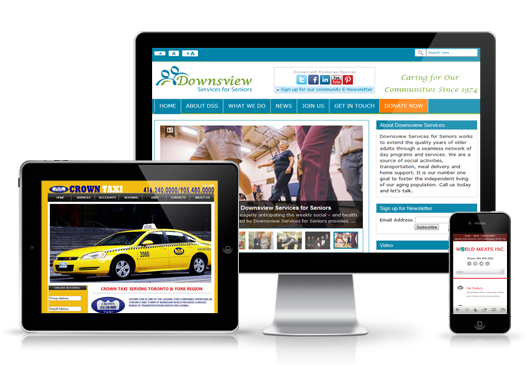 A A +A
Search here...
Downsview
Services for Seniors
Connect with Downsview Services
Sign up for our community E-Newsletter
Caring for Our
Communities Since 1974
HOME ABOUT DSS WHAT WE DO NEWS JOIN US GET IN TOUCH DONATE NOW
About Downsview Services
Downsview Services for Seniors works
to extend the quality years of older
adults through a seamless network of
day programs and services. We are a
source of social activities,
transportation, meal delivery and
home support. It is our number one
goal to foster the independent living
of our aging population. Call us today
and let's talk.
Downsview Services for Seniors
eagerly anticipating the weekly social - and health
ed by Downsview Services for Seniors provides. ...
Sign up for Newsletter
Email Address
Subscribe
Video
CROWN TAXI 416.240.0000/905.480.0000
HOME SERVICES ACCOUNTS BOOKING LINKS CONTACTS ABOUT US
2080
ONLINE BOOKING
Pickup Address
Dropoff Address
CROWN TAXI SERVING TORONTO & YORK REGION
WORLD MEATS INC.